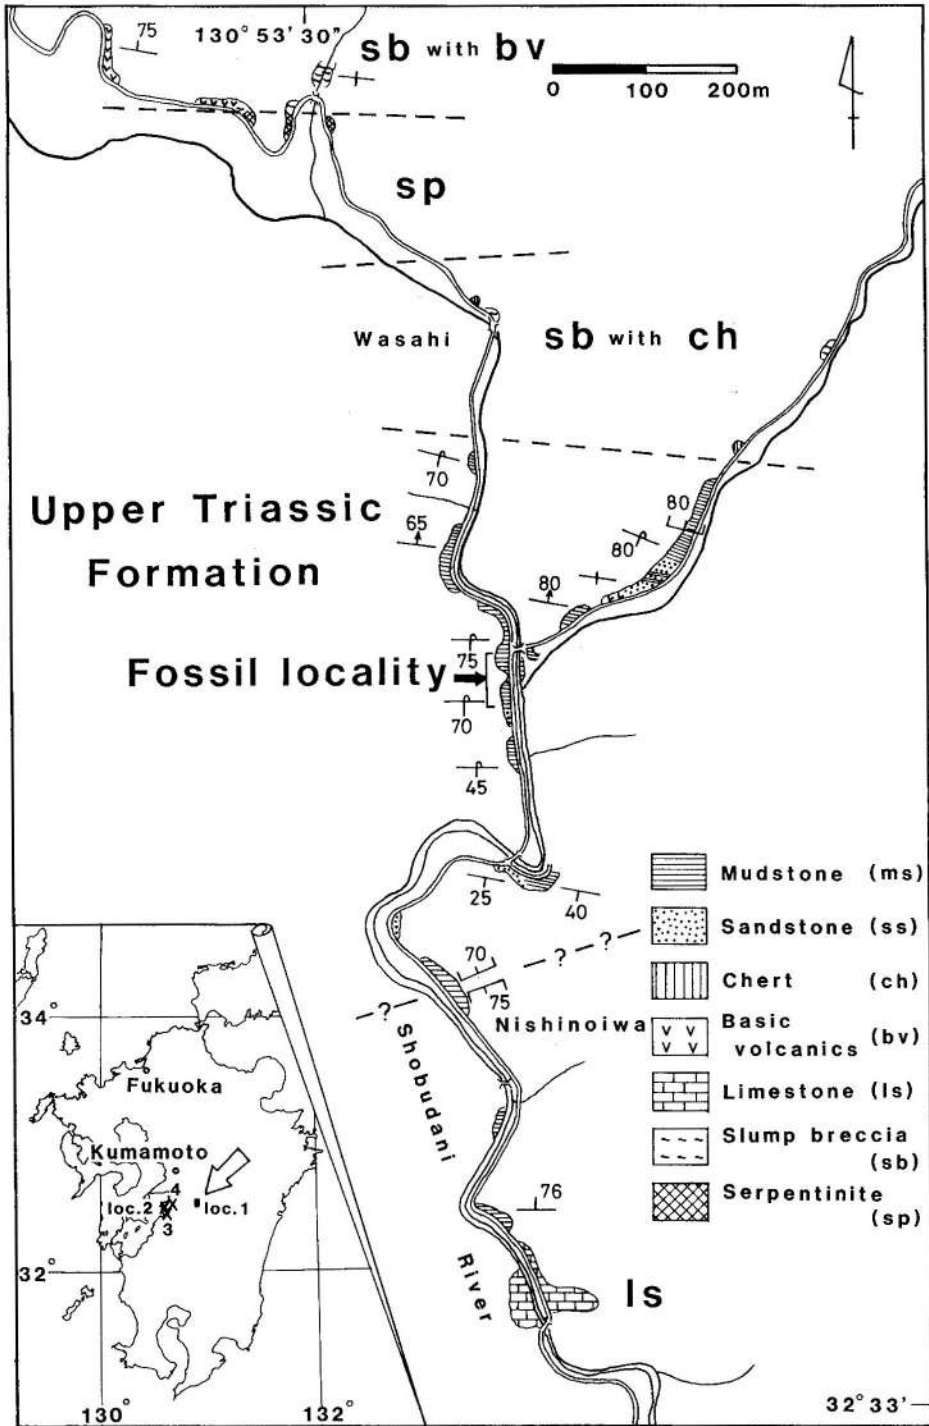 75
130° 53' 30"
sb with bv
0 100 200m
sp
Wasahi
sb with ch
70
Upper Triassic
Formation
65
80
80
80
75
Fossil locality
70
45
25
40
70
75
? ?
?
Nishinoiwa
Shobudani
River
76
ls
Mudstone (ms)
Sandstone (ss)
Chert (ch)
Basic
volcanics (bv)
Limestone (ls)
Slump breccia
(sb)
Serpentinite
(sp)
34°
Fukuoka
Kumamoto
4
loc.2
loc.1
3
32°
130°
132°
32° 33'